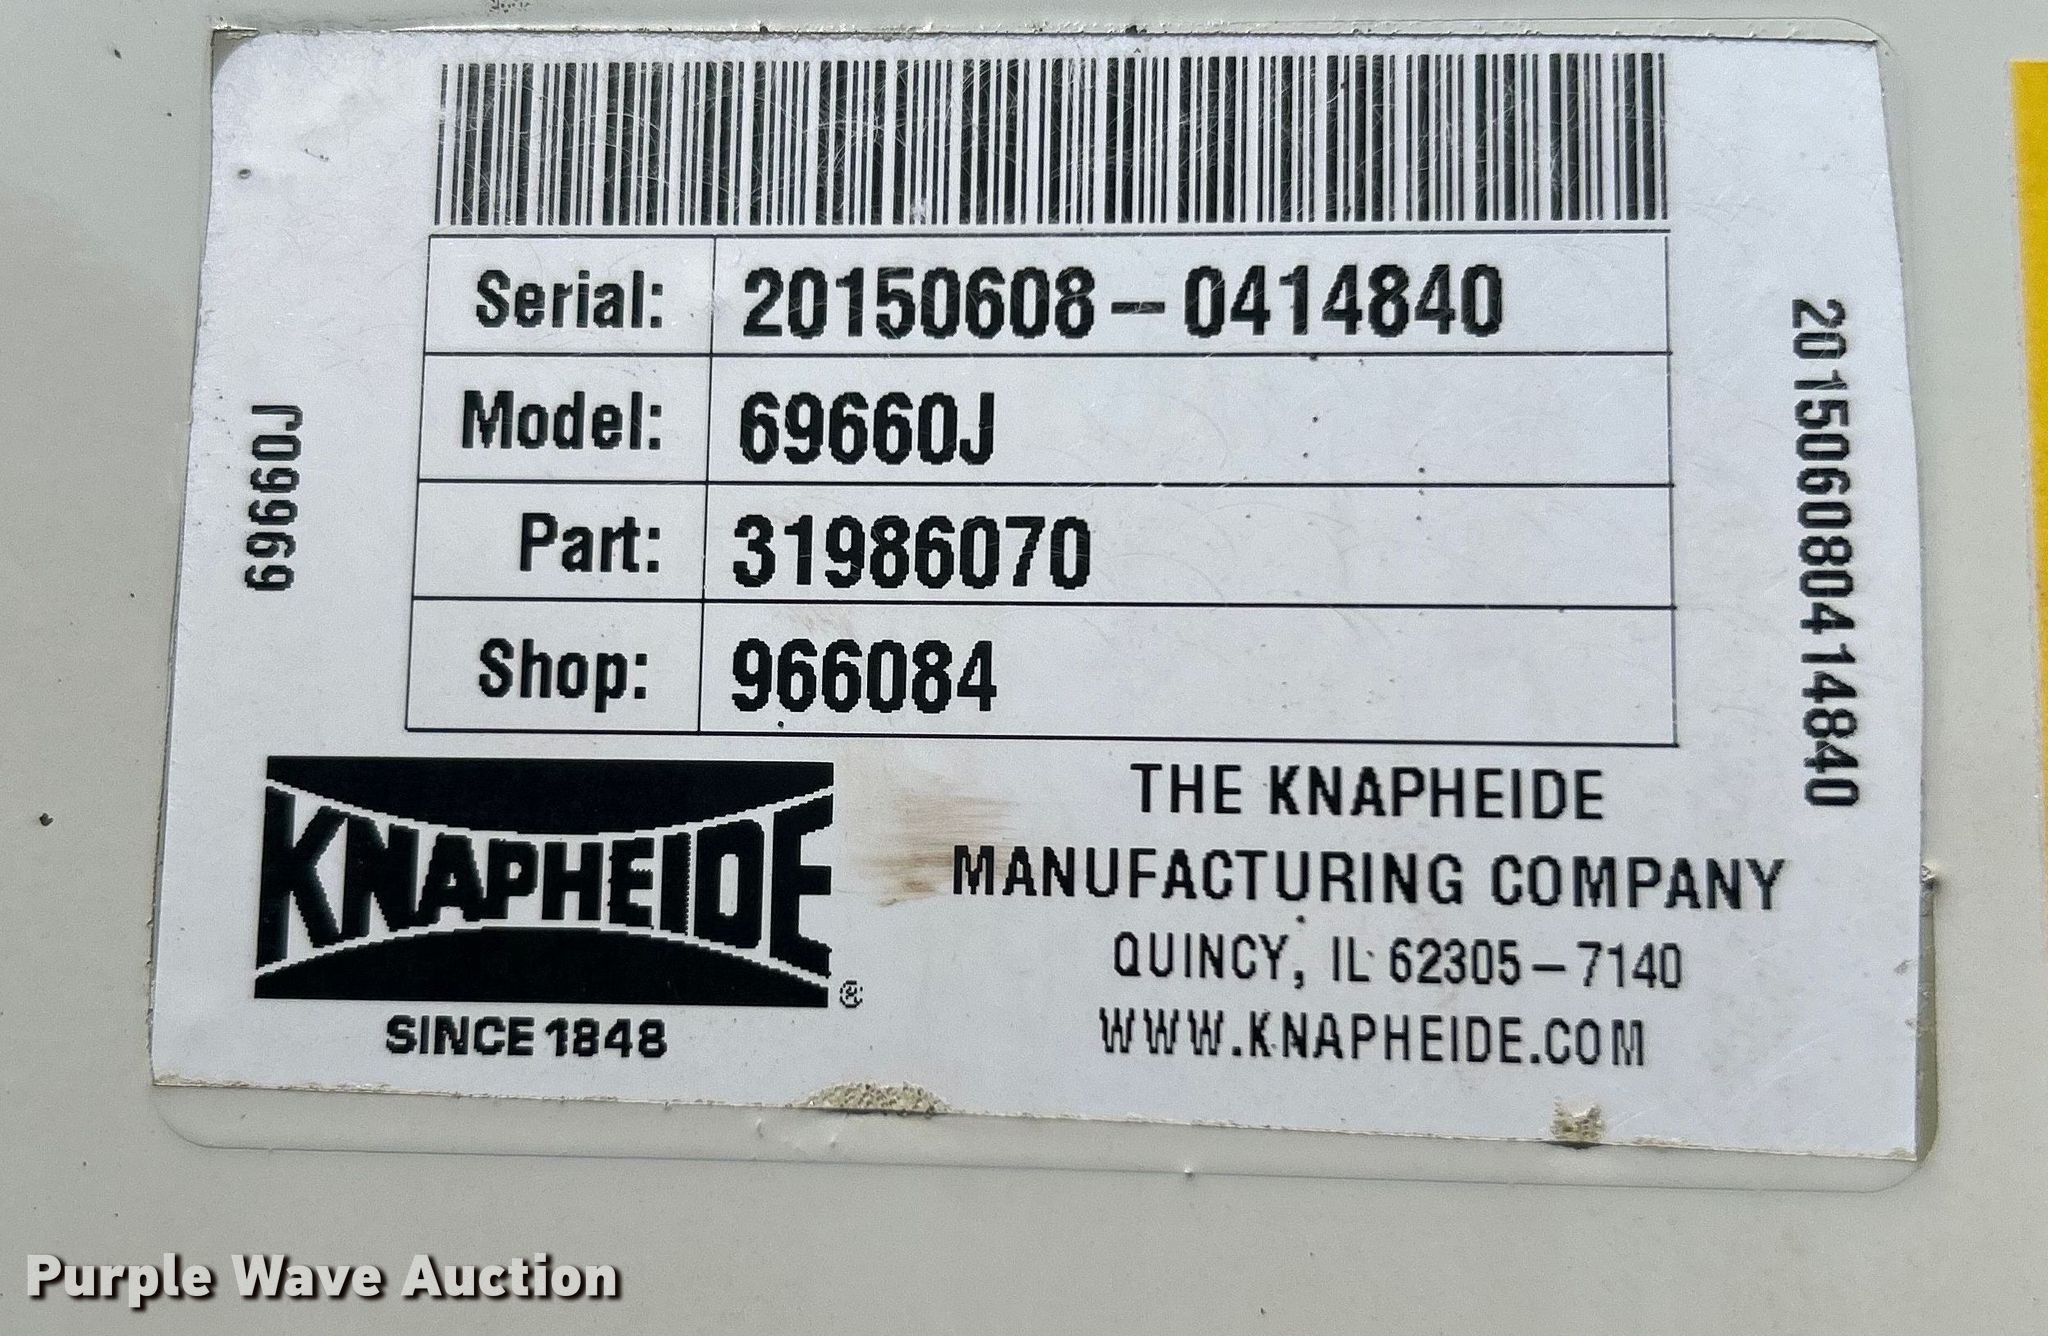 Serial: 20150608-0414840
Model: 69660J
Part: 31986070
Shop: 966084
69660J
201506080414840
KNAPHEIDE
®
SINCE 1848
THE KNAPHEIDE
MANUFACTURING COMPANY
QUINCY, IL 62305-7140
WWW.KNAPHEIDE.COM
Purple Wave Auction